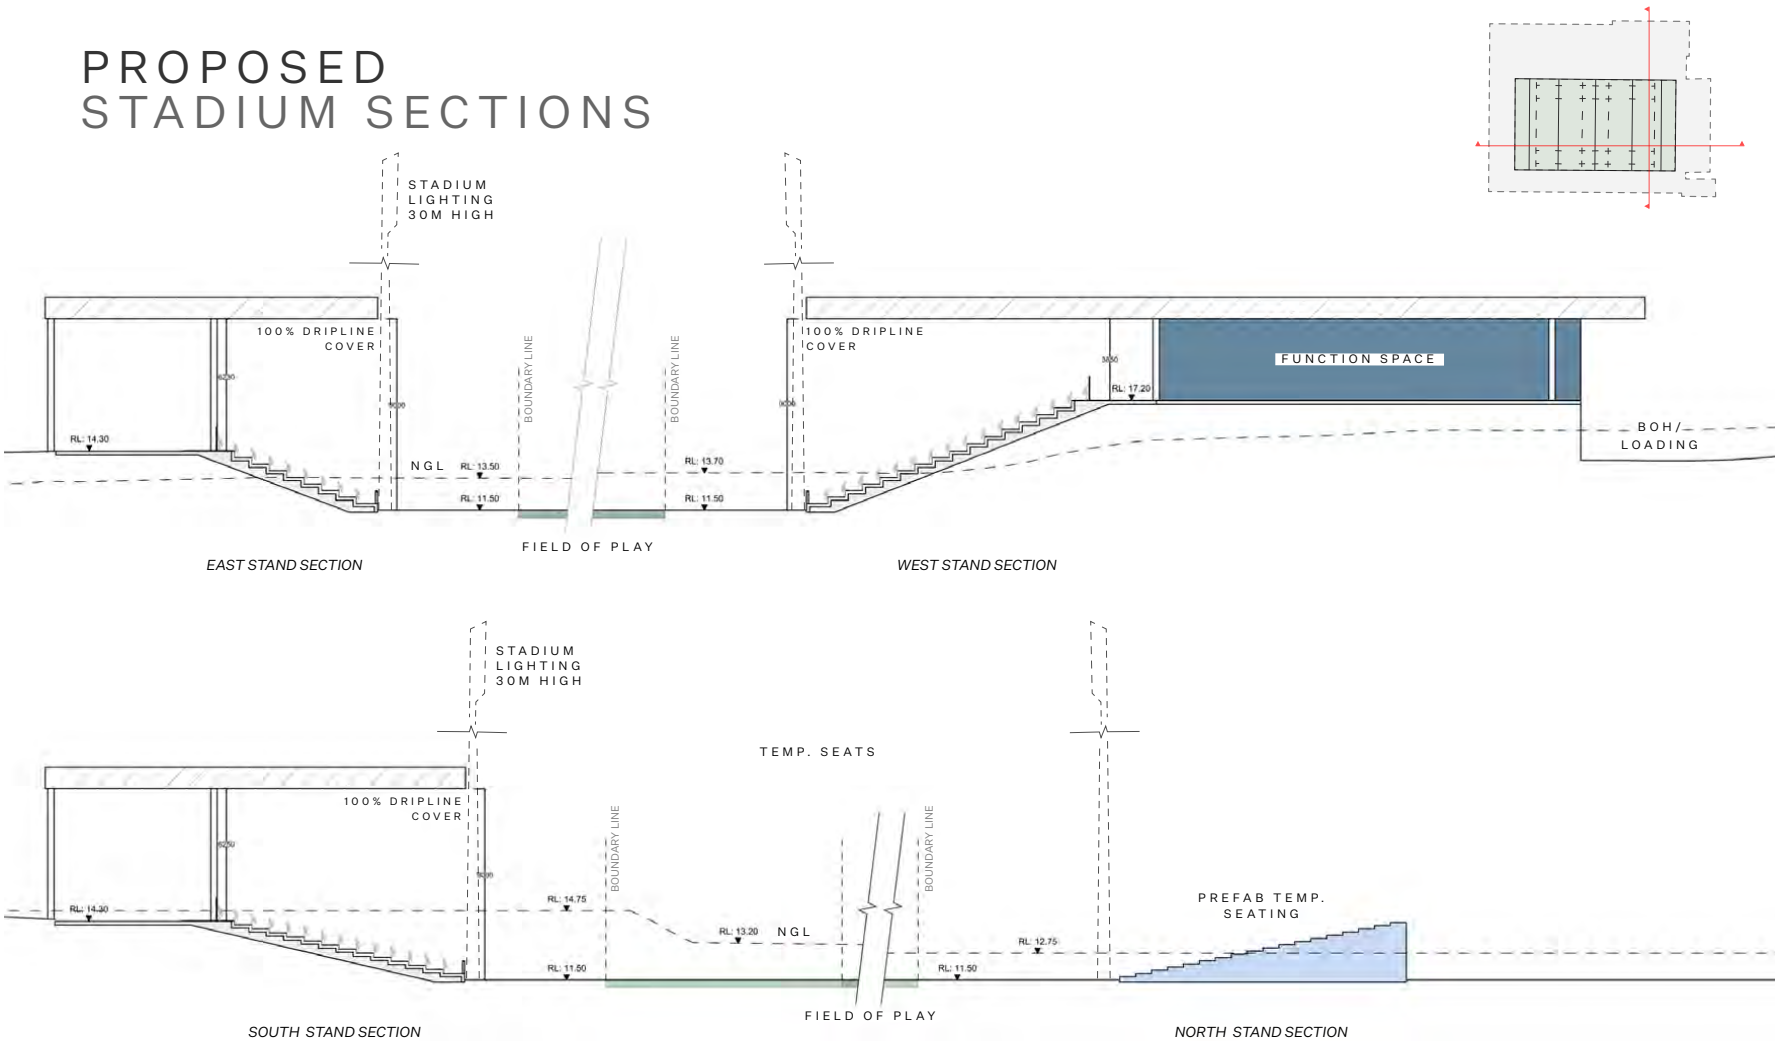 PROPOSED
STADIUM SECTIONS
STADIUM
LIGHTING
30M HIGH
100% DRIPLINE
COVER
100% DRIPLINE
COVER
BOUNDARY LINE
BOUNDARY LINE
FUNCTION SPACE
RL: 17.20
RL: 14.30
BOH/
LOADING
NGL
RL: 13.50
RL: 13.70
RL: 11.50
RL: 11.50
FIELD OF PLAY
EAST STAND SECTION
WEST STAND SECTION
STADIUM
LIGHTING
30M HIGH
TEMP. SEATS
100% DRIPLINE
COVER
BOUNDARY LINE
BOUNDARY LINE
PREFAB TEMP.
SEATING
RL: 14.30
RL: 14.75
RL: 13.20
NGL
RL: 12.75
RL: 11.50
RL: 11.50
FIELD OF PLAY
SOUTH STAND SECTION
NORTH STAND SECTION